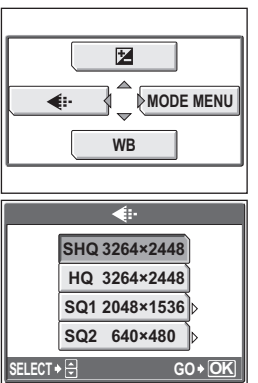 MODE MENU
WB
SHQ 3264×2448
HQ 3264×2448
SQ1 2048×1536
SQ2 640×480
SELECT GO OK